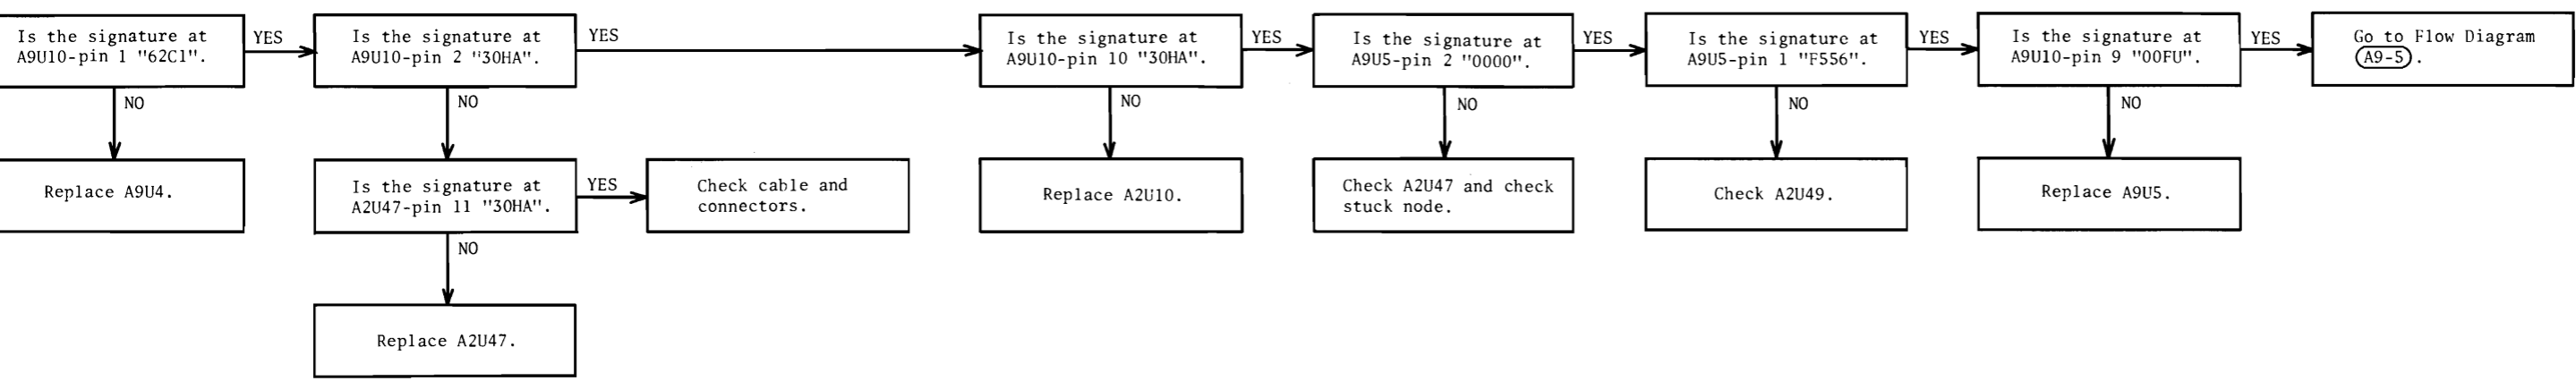 Is the signature at
A9U10-pin 1 "62C1".
YES
NO
Replace A9U4.
Is the signature at
A9U10-pin 2 "30HA".
YES
NO
Is the signature at
A2U47-pin 11 "30HA".
YES
Check cable and
connectors.
NO
Replace A2U47.
Is the signature at
A9U10-pin 10 "30HA".
YES
NO
Replace A2U10.
Is the signature at
A9U5-pin 2 "0000".
YES
NO
Check A2U47 and check
stuck node.
Is the signature at
A9U5-pin 1 "F556".
YES
NO
Check A2U49.
Is the signature at
A9U10-pin 9 "00FU".
YES
NO
Replace A9U5.
Go to Flow Diagram
A9-5.